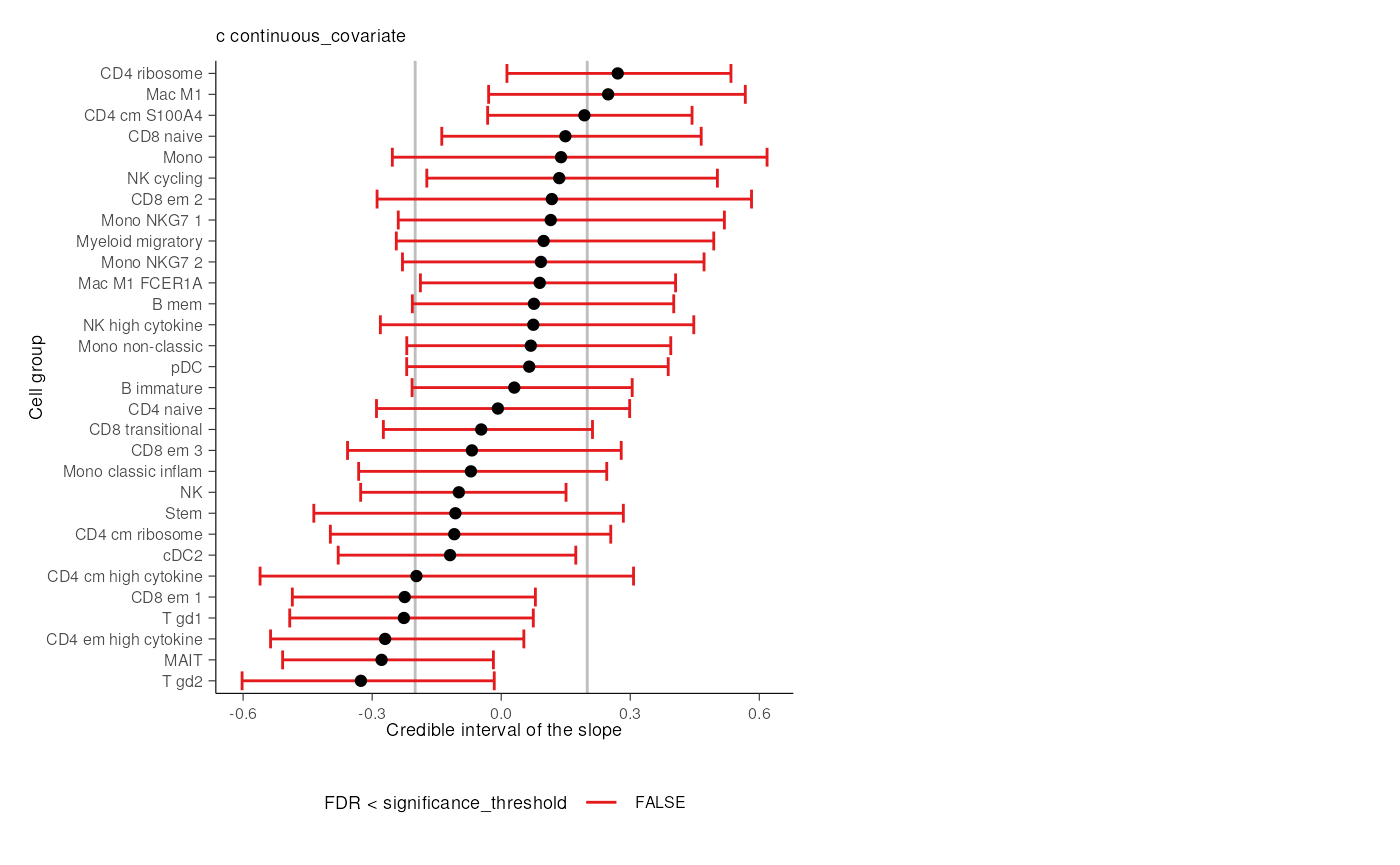 c continuous_covariate
CD4 ribosome
Mac M1
CD4 cm S100A4
CD8 naive
Mono
NK cycling
CD8 em 2
Mono NKG7 1
Myeloid migratory
Mono NKG7 2
Mac M1 FCER1A
B mem
NK high cytokine
Mono non-classic
pDC
B immature
CD4 naive
CD8 transitional
CD8 em 3
Mono classic inflam
NK
Stem
CD4 cm ribosome
cDC2
CD4 cm high cytokine
CD8 em 1
T gd1
CD4 em high cytokine
MAIT
T gd2
Cell group
-0.6 -0.3 0.0 0.3 0.6
Credible interval of the slope
FDR < significance_threshold FALSE